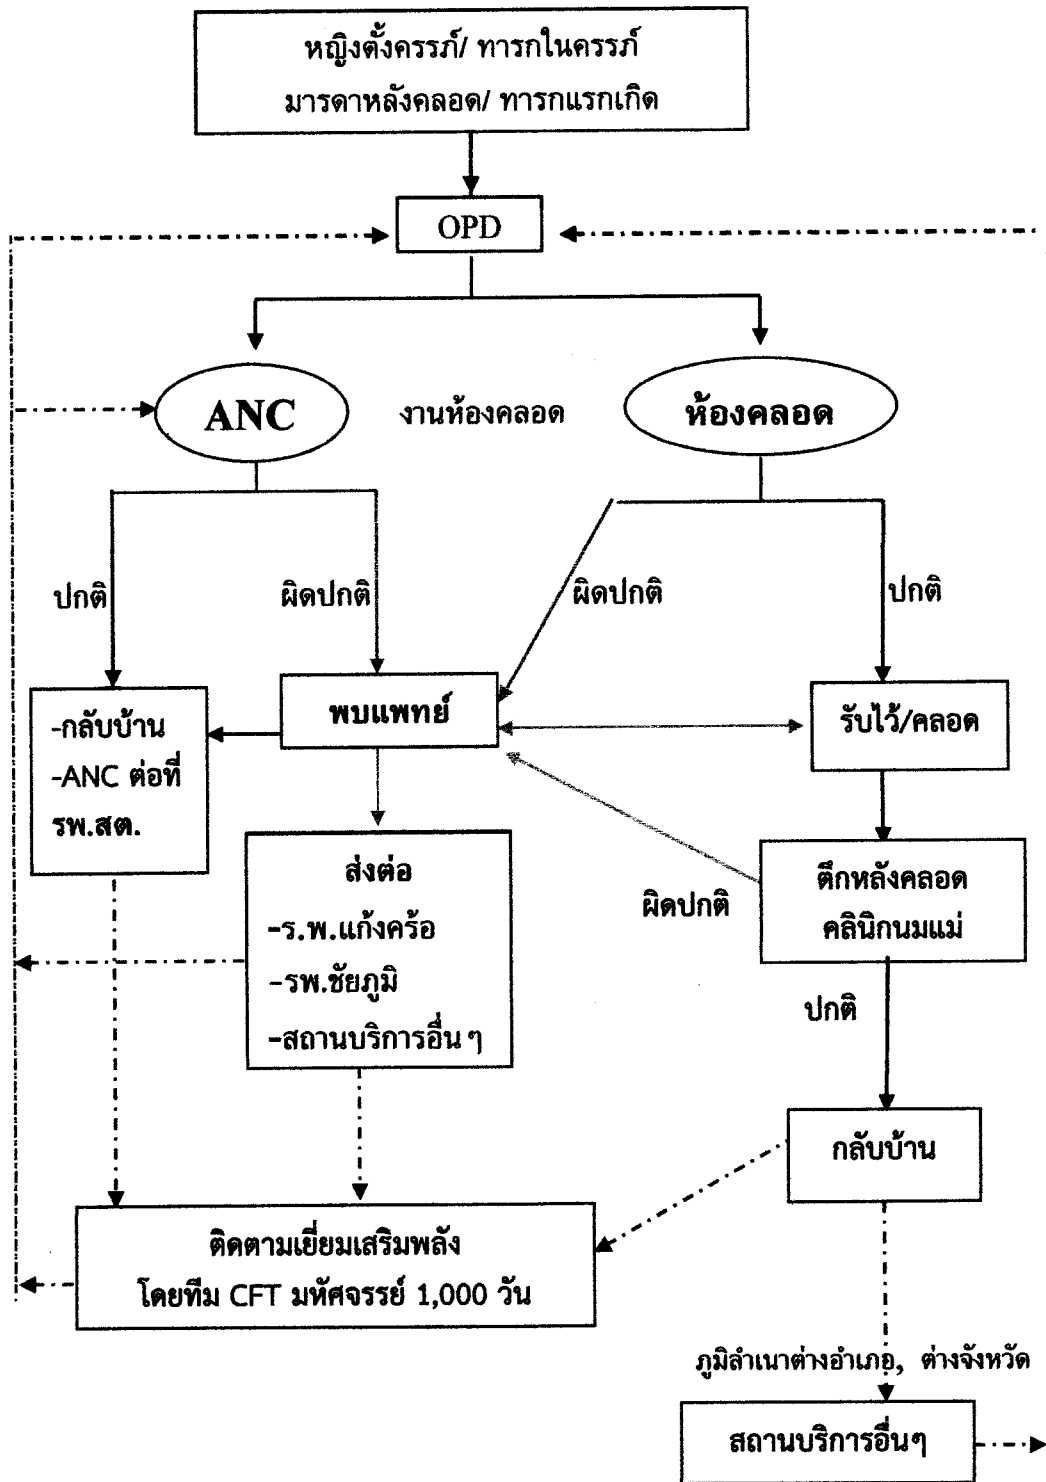 หญิงตั้งครรภ์/ ทารกในครรภ์
มารดาหลังคลอด/ ทารกแรกเกิด
OPD
ANC
งานห้องคลอด
ห้องคลอด
ปกติ
ผิดปกติ
ผิดปกติ
ปกติ
-กลับบ้าน
-ANC ต่อที่
รพ.สต.
พบแพทย์
รับไว้/คลอด
ส่งต่อ
-ร.พ.แก้งคร้อ
-รพ.ชัยภูมิ
-สถานบริการอื่นๆ
ผิดปกติ
ตึกหลังคลอด
คลินิกนมแม่
ปกติ
กลับบ้าน
ติดตามเยี่ยมเสริมพลัง
โดยทีม CFT มหัศจรรย์ 1,000 วัน
ภูมิลำเนาต่างอำเภอ, ต่างจังหวัด
สถานบริการอื่นๆ